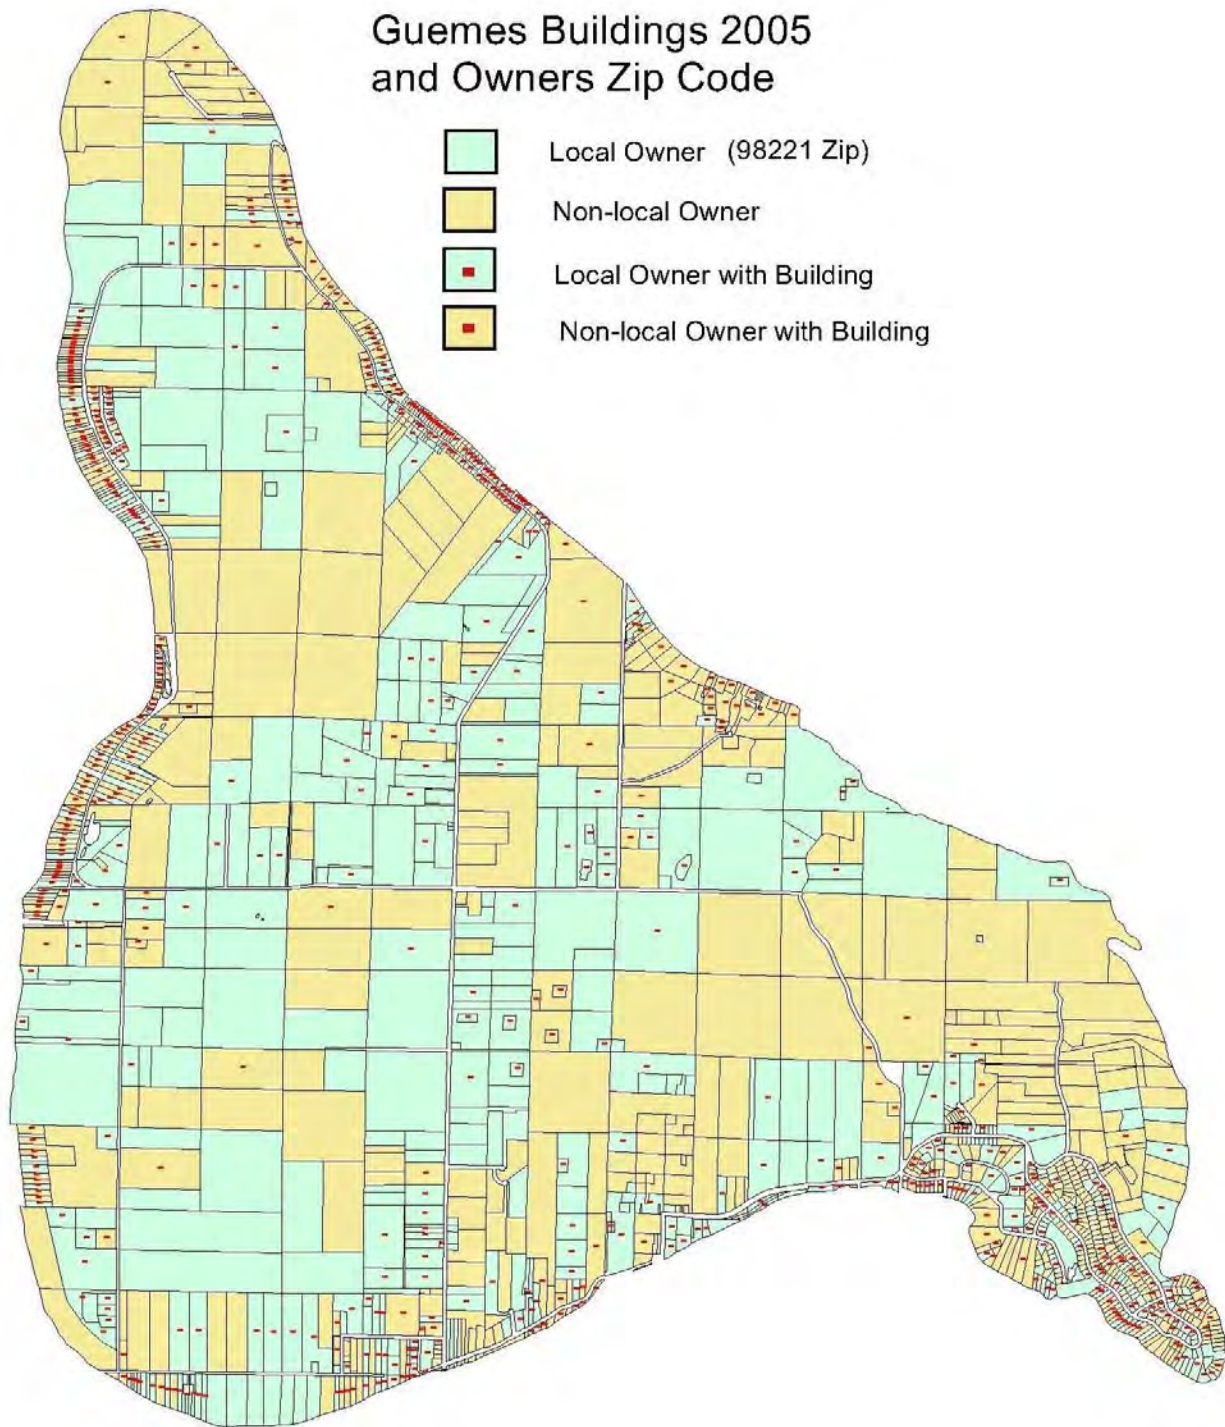 Guemes Buildings 2005
and Owners Zip Code
Local Owner (98221 Zip)
Non-local Owner
Local Owner with Building
Non-local Owner with Building